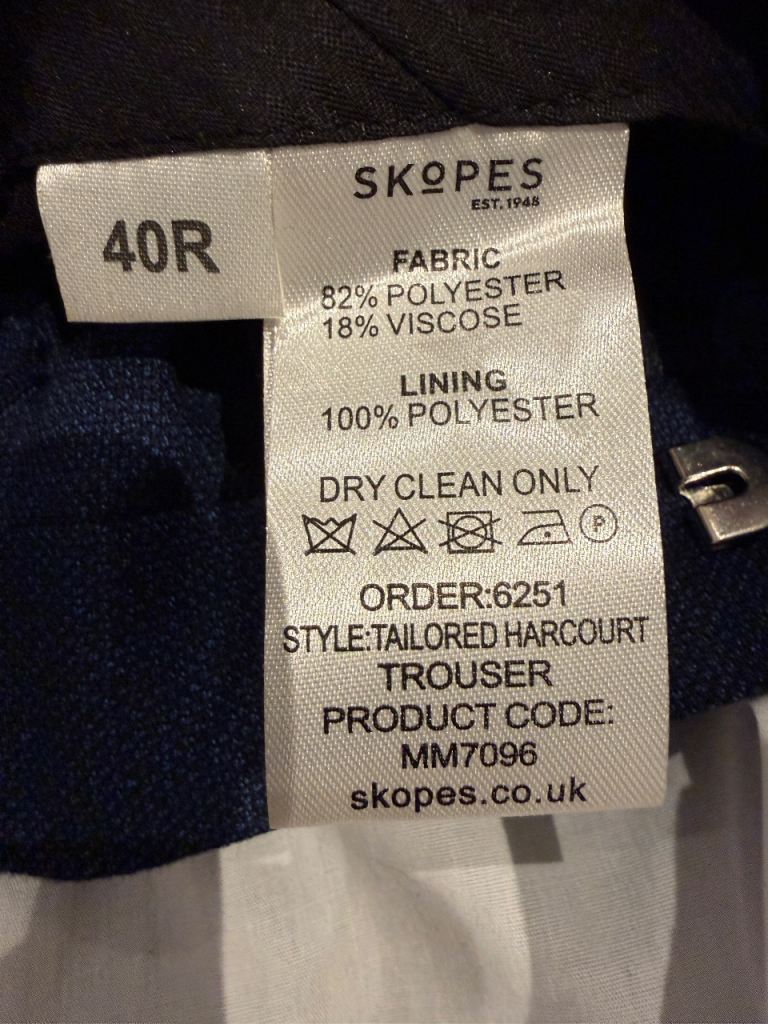 40R
SKOPES
EST. 1948
FABRIC
82% POLYESTER
18% VISCOSE
LINING
100% POLYESTER
DRY CLEAN ONLY
P
ORDER:6251
STYLE:TAILORED HARCOURT
TROUSER
PRODUCT CODE:
MM7096
skopes.co.uk